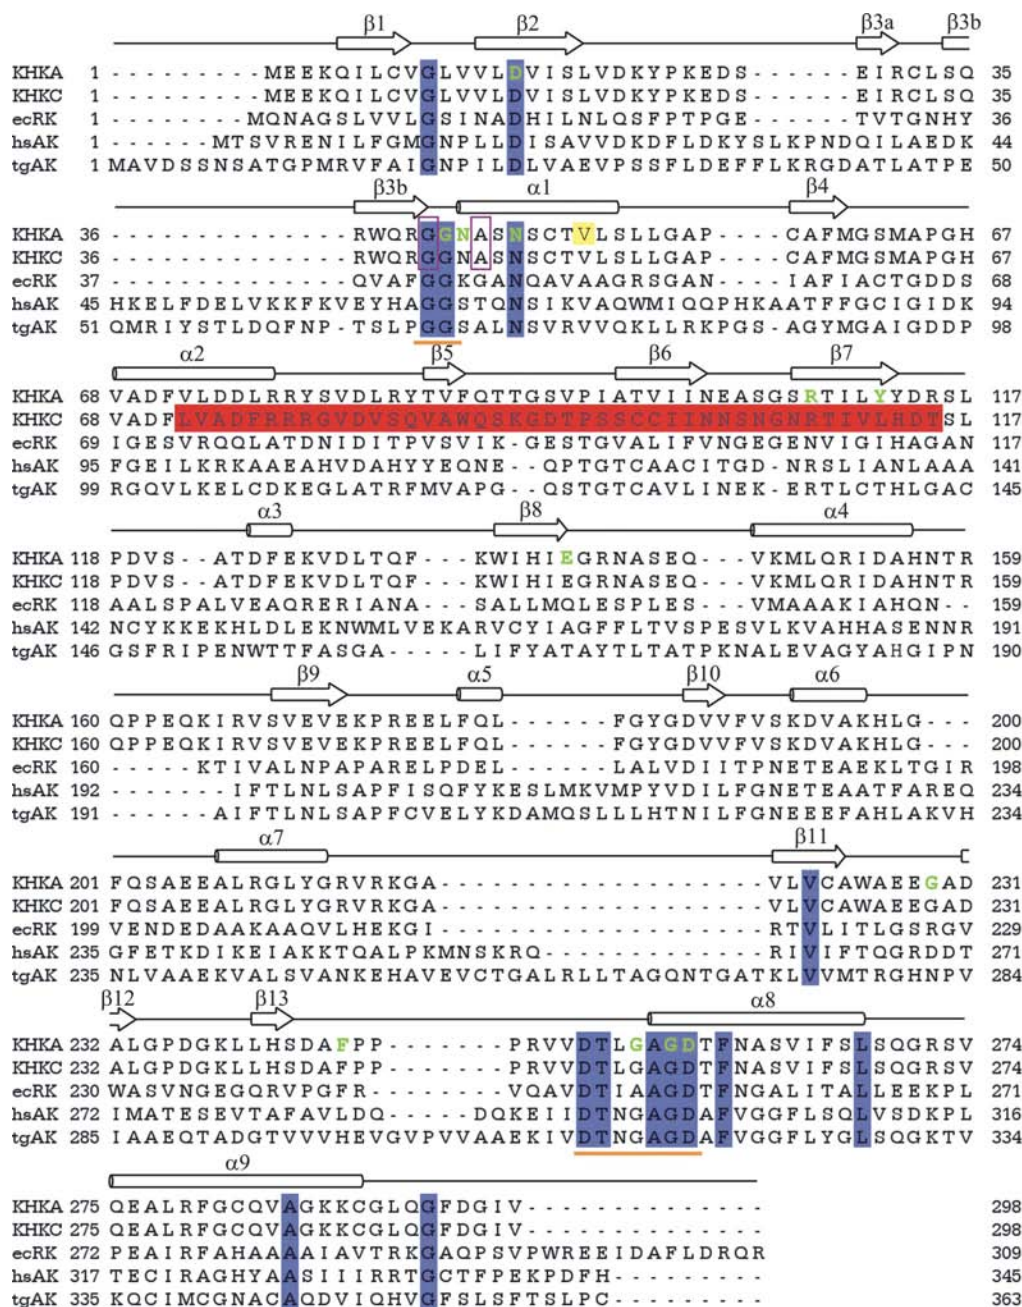 β1 β2 β3a β3b
KHKA 1 - - - - - - - - - M E E K Q I L C V G L V V L D V I S L V D K Y P K E D S - - - - - - E I R C L S Q 35
KHKC 1 - - - - - - - - - M E E K Q I L C V G L V V L D V I S L V D K Y P K E D S - - - - - - E I R C L S Q 35
ecRK 1 - - - - - - - - M Q N A G S L V V L G S I N A D H I L N L Q S F P T P G E - - - - - - T V T G N H Y 36
hsAK 1 - - - - - - M T S V R E N I L F G M G N P L L D I S A V V D K D F L D K Y S L K P N D Q I L A E D K 44
tgAK 1 M A V D S S N S A T G P M R V F A I G N P I L D L V A E V P S S F L D E F F L K R G D A T L A T P E 50
β3b α1 β4
KHKA 36 - - - - - - - - - - - - - - R W Q R G G N A S N S C T V L S L L G A P - - - - C A F M G S M A P G H 67
KHKC 36 - - - - - - - - - - - - - - R W Q R G G N A S N S C T V L S L L G A P - - - - C A F M G S M A P G H 67
ecRK 37 - - - - - - - - - - - - - - Q V A F G G K G A N Q A V A A G R S G A N - - - - I A F I A C T G D D S 68
hsAK 45 H K E L F D E L V K K F K V E Y H A G G S T Q N S I K V A Q W M I Q Q P H K A A T F F G C I G I D K 94
tgAK 51 Q M R I Y S T L D Q F N P - T S L P G G S A L N S V R V V Q K L L R K P G S - A G Y M G A I G D D P 98
α2 β5 β6 β7
KHKA 68 V A D F V L D D L R R Y S V D L R Y T V F Q T T G S V P I A T V I I N E A S G S R T I L Y Y D R S L 117
KHKC 68 V A D F L V A D F R R R G V D V S Q V A W Q S K G D T P S S C C I I N N S N G N R T I V L H D T S L 117
ecRK 69 I G E S V R Q Q L A T D N I D I T P V S V I K - G E S T G V A L I F V N G E G E N V I G I H A G A N 117
hsAK 95 F G E I L K R K A A E A H V D A H Y Y E Q N E - - Q P T G T C A A C I T G D - N R S L I A N L A A A 141
tgAK 99 R G Q V L K E L C D K E G L A T R F M V A P G - - Q S T G T C A V L I N E K - E R T L C T H L G A C 145
α3 β8 α4
KHKA 118 P D V S - - A T D F E K V D L T Q F - - - K W I H I E G R N A S E Q - - - V K M L Q R I D A H N T R 159
KHKC 118 P D V S - - A T D F E K V D L T Q F - - - K W I H I E G R N A S E Q - - - V K M L Q R I D A H N T R 159
ecRK 118 A A L S P A L V E A Q R E R I A N A - - - S A L L M Q L E S P L E S - - - V M A A A K I A H Q N - - 159
hsAK 142 N C Y K K E K H L D L E K N W M L V E K A R V C Y I A G F F L T V S P E S V L K V A H H A S E N N R 191
tgAK 146 G S F R I P E N W T T F A S G A - - - - - L I F Y A T A Y T L T A T P K N A L E V A G Y A H G I P N 190
β9 α5 β10 α6
KHKA 160 Q P P E Q K I R V S V E V E K P R E E L F Q L - - - - - - - F G Y G D V V F V S K D V A K H L G - - - 200
KHKC 160 Q P P E Q K I R V S V E V E K P R E E L F Q L - - - - - - - F G Y G D V V F V S K D V A K H L G - - - 200
ecRK 160 - - - - - K T I V A L N P A P A R E L P D E L - - - - - - L A L V D I I T P N E T E A E K L T G I R 198
hsAK 192 - - - - - - - I F T L N L S A P F I S Q F Y K E S L M K V M P Y V D I L F G N E T E A A T F A R E Q 234
tgAK 191 - - - - - - A I F T L N L S A P F C V E L Y K D A M Q S L L L H T N I L F G N E E E F A H L A K V H 234
α7 β11
KHKA 201 F Q S A E E A L R G L Y G R V R K G A - - - - - - - - - - - - - - - - - - - V L V C A W A E E G A D 231
KHKC 201 F Q S A E E A L R G L Y G R V R K G A - - - - - - - - - - - - - - - - - - - V L V C A W A E E G A D 231
ecRK 199 V E N D E D A A K A A Q V L H E K G I - - - - - - - - - - - - - - - - - - - R T V L I T L G S R G V 229
hsAK 235 G F E T K D I K E I A K K T Q A L P K M N S K R Q - - - - - - - - - - - - - R I V I F T Q G R D D T 271
tgAK 235 N L V A A E K V A L S V A N K E H A V E V C T G A L R L L T A G Q N T G A T K L V V M T R G H N P V 284
β12 β13 α8
KHKA 232 A L G P D G K L L H S D A F P P - - - - - - - P R V V D T L G A G D T F N A S V I F S L S Q G R S V 274
KHKC 232 A L G P D G K L L H S D A F P P - - - - - - - P R V V D T L G A G D T F N A S V I F S L S Q G R S V 274
ecRK 230 W A S V N G E G Q R V P G F R - - - - - - - - V Q A V D T I A A G D T F N G A L I T A L L E E K P L 271
hsAK 272 I M A T E S E V T A F A V L D Q - - - - - D Q K E I I D T N G A G D A F V G G F L S Q L V S D K P L 316
tgAK 285 I A A E Q T A D G T V V V H E V G V P V V A A E K I V D T N G A G D A F V G G F L Y G L S Q G K T V 334
α9
KHKA 275 Q E A L R F G C Q V A G K K C G L Q G F D G I V - - - - - - - - - - - - - - 298
KHKC 275 Q E A L R F G C Q V A G K K C G L Q G F D G I V - - - - - - - - - - - - - - 298
ecRK 272 P E A I R F A H A A A A I A V T R K G A Q P S V P W R E E I D A F L D R Q R 309
hsAK 317 T E C I R A G H Y A A S I I I R R T G C T F P E K P D F H - - - - - - - - - 345
tgAK 335 K Q C I M C G N A C A Q D V I Q H V G F S L S F T S L P C - - - - - - - - - 363